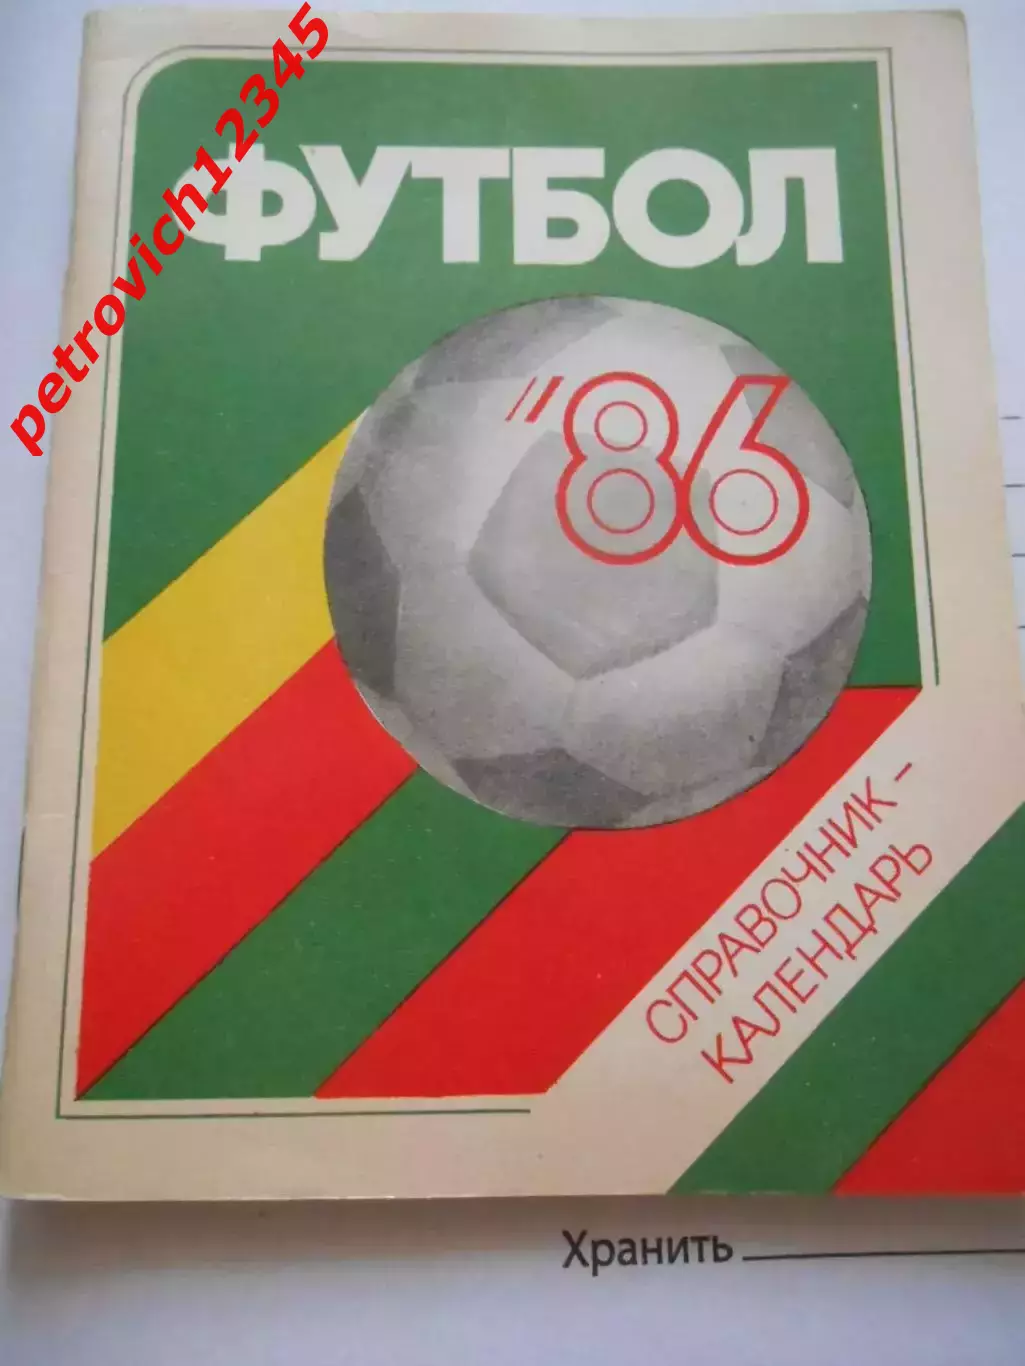 petrovich12345
ФУТБОЛ
"86
СПРАВОЧНИК -
КАЛЕНДАРЬ
Хранить